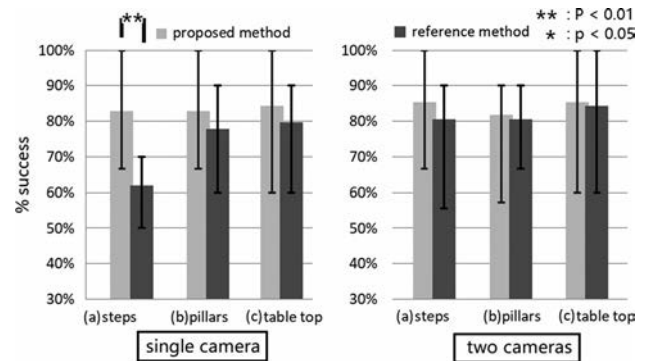 ** : P < 0.01
* : p < 0.05
**
proposed method
reference method
% success
100%
90%
80%
70%
60%
50%
40%
30%
(a)steps (b)pillars (c)table top
single camera
100%
90%
80%
70%
60%
50%
40%
30%
(a)steps (b)pillars (c)table top
two cameras